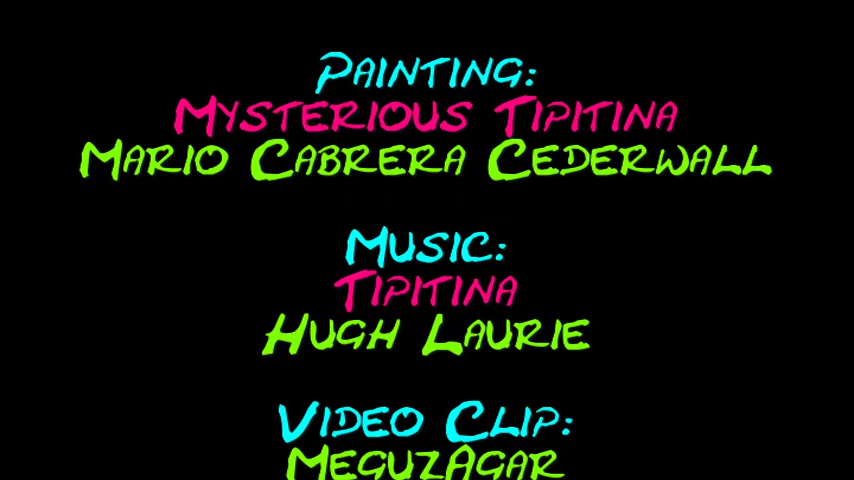 Painting:
Mysterious Tipitina
Mario Cabrera Cederwall
Music:
Tipitina
Hugh Laurie
Video Clip:
MeguzAgar